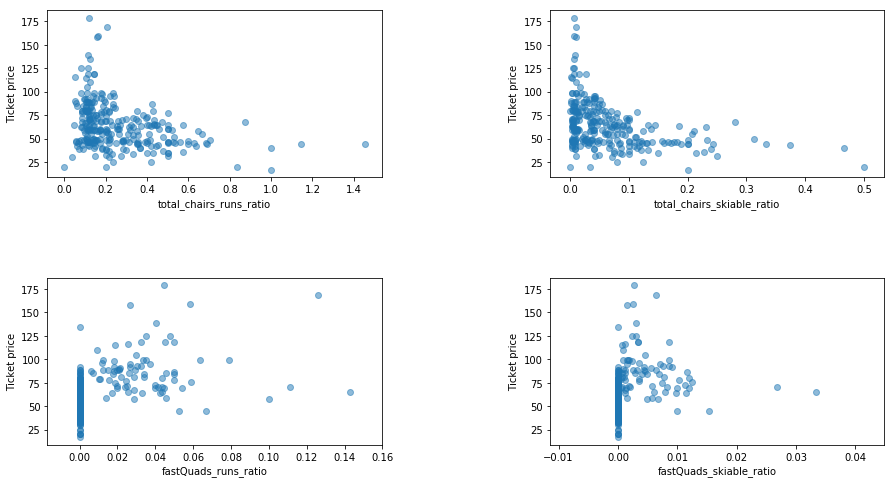 175
150
125
100
75
50
25
Ticket price
0.0 0.2 0.4 0.6 0.8 1.0 1.2 1.4
total_chairs_runs_ratio
175
150
125
100
75
50
25
Ticket price
0.0 0.1 0.2 0.3 0.4 0.5
total_chairs_skiable_ratio
175
150
125
100
75
50
25
Ticket price
0.00 0.02 0.04 0.06 0.08 0.10 0.12 0.14 0.16
fastQuads_runs_ratio
175
150
125
100
75
50
25
Ticket price
−0.01 0.00 0.01 0.02 0.03 0.04
fastQuads_skiable_ratio